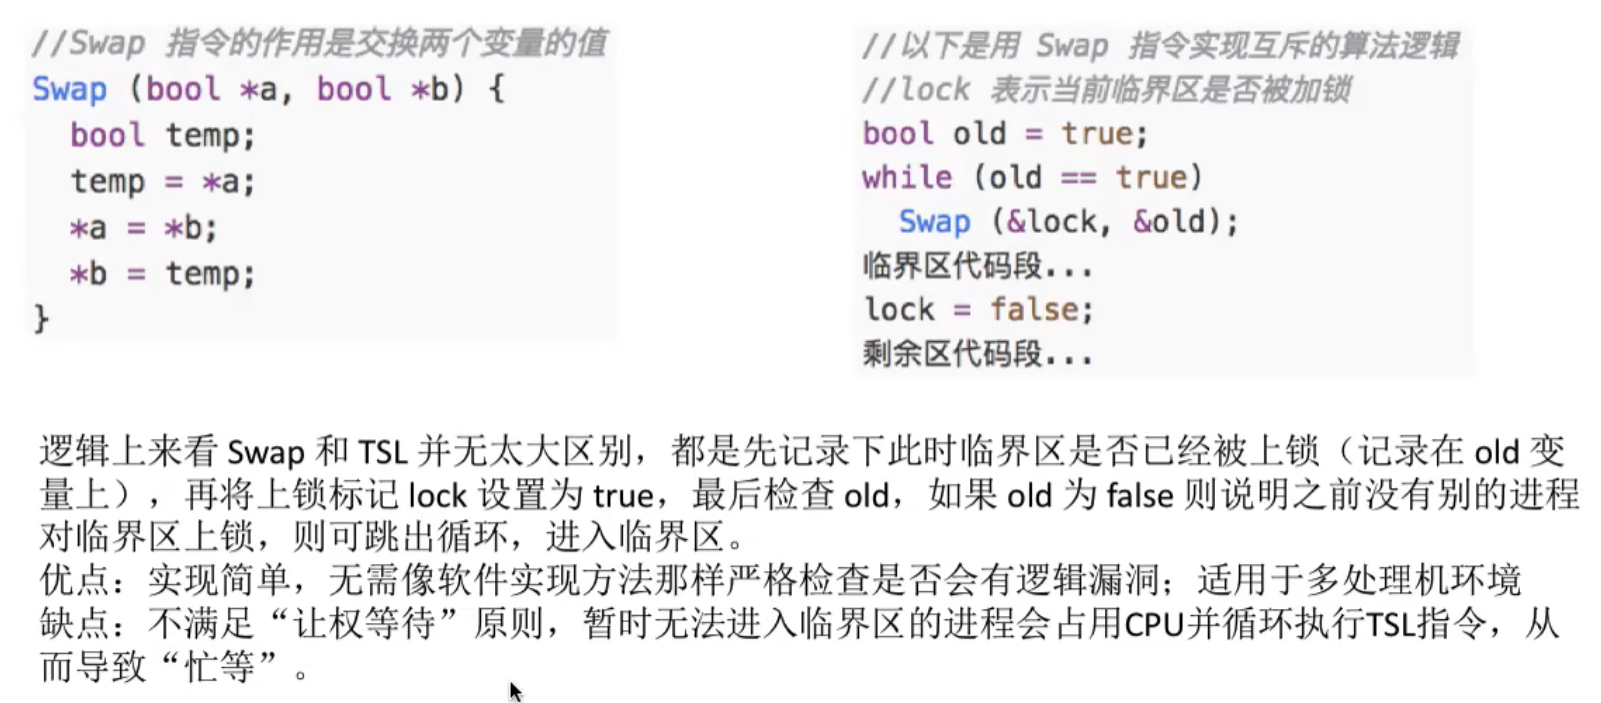 //Swap 指令的作用是交换两个变量的值
Swap (bool *a, bool *b) {
  bool temp;
  temp = *a;
  *a = *b;
  *b = temp;
}
//以下是用 Swap 指令实现互斥的算法逻辑
//lock 表示当前临界区是否被加锁
bool old = true;
while (old == true)
  Swap (&lock, &old);
临界区代码段...
lock = false;
剩余区代码段...
逻辑上来看 Swap 和 TSL 并无太大区别，都是先记录下此时临界区是否已经被上锁（记录在 old 变
量上），再将上锁标记 lock 设置为 true，最后检查 old，如果 old 为 false 则说明之前没有别的进程
对临界区上锁，则可跳出循环，进入临界区。
优点：实现简单，无需像软件实现方法那样严格检查是否会有逻辑漏洞；适用于多处理机环境
缺点：不满足“让权等待”原则，暂时无法进入临界区的进程会占用CPU并循环执行TSL指令，从
而导致“忙等”。